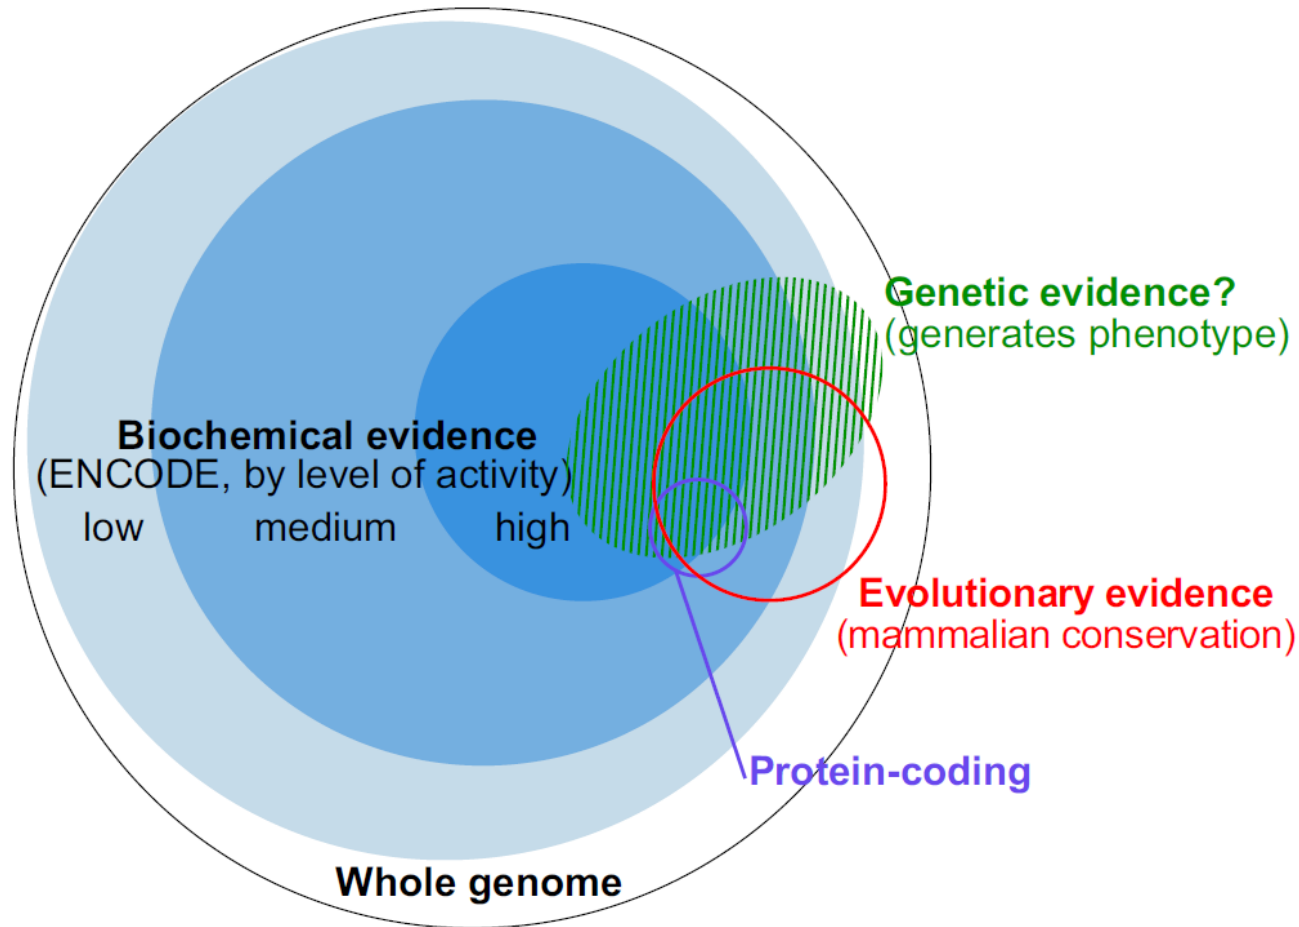 Genetic evidence?
(generates phenotype)
Biochemical evidence
(ENCODE, by level of activity)
low medium high
Evolutionary evidence
(mammalian conservation)
Protein-coding
Whole genome